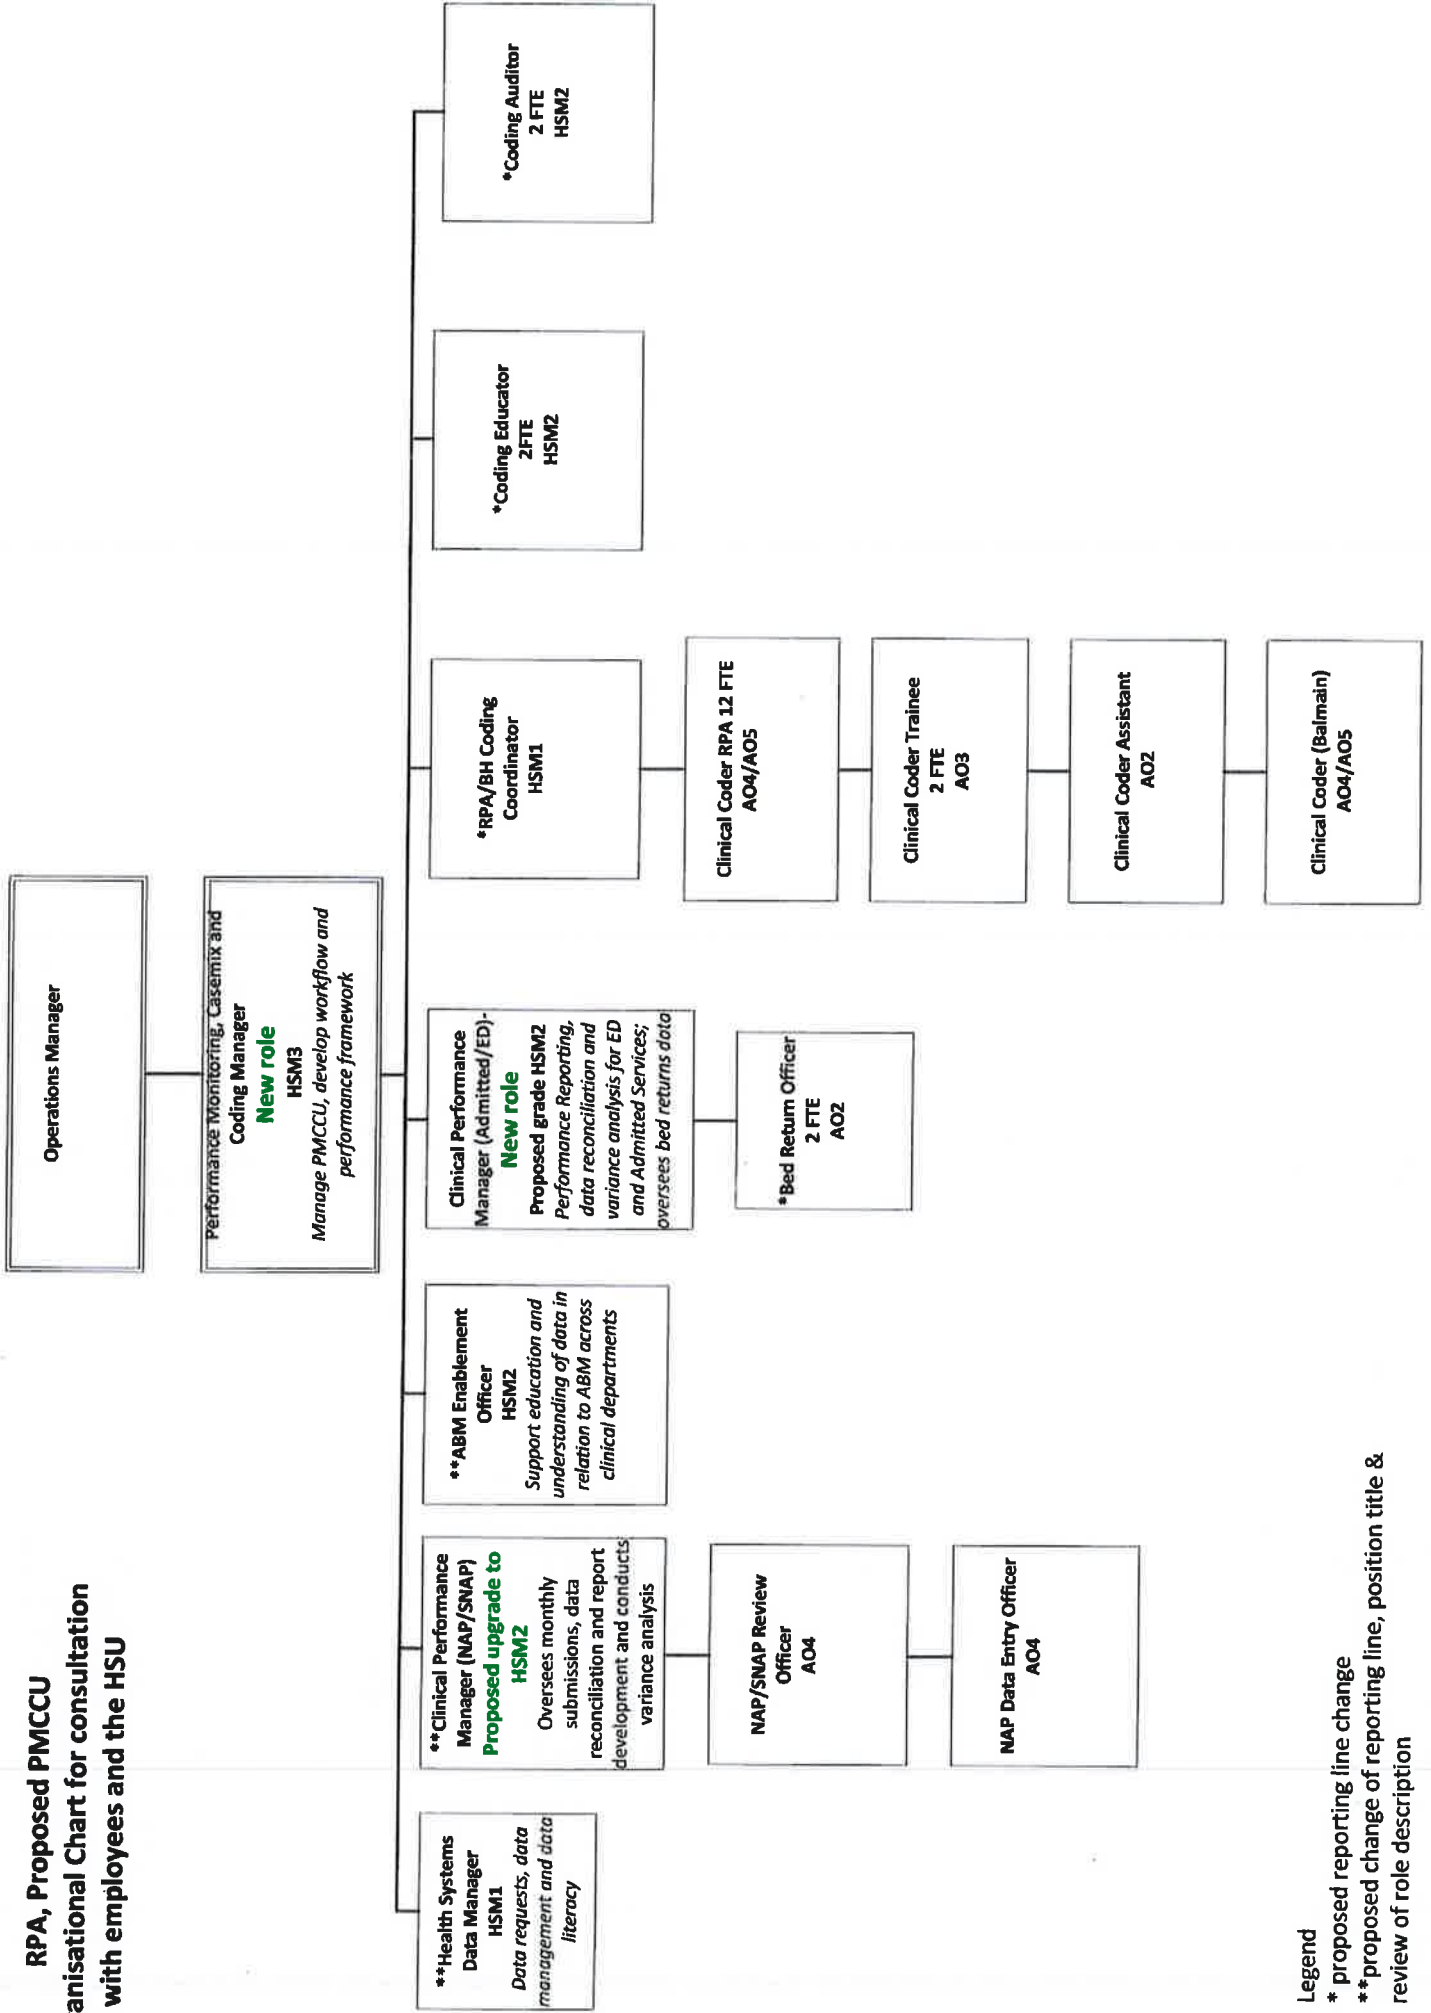 RPA, Proposed PMCCU
anisational Chart for consultation
with employees and the HSU
Operations Manager
Performance Monitoring, Casemix and
Coding Manager
New role
HSM3
Manage PMCCU, develop workflow and
performance framework
**Health Systems
Data Manager
HSM1
Data requests, data
management and data
literacy
**Clinical Performance
Manager (NAP/SNAP)
Proposed upgrade to
HSM2
Oversees monthly
submissions, data
reconciliation and report
development and conducts
variance analysis
NAP/SNAP Review
Officer
AO4
NAP Data Entry Officer
AO4
**ABM Enablement
Officer
HSM2
Support education and
understanding of data in
relation to ABM across
clinical departments
Clinical Performance
Manager (Admitted/ED)-
New role
Proposed grade HSM2
Performance Reporting,
data reconciliation and
variance analysis for ED
and Admitted Services;
oversees bed returns data
*Bed Return Officer
2 FTE
AO2
*RPA/BH Coding
Coordinator
HSM1
Clinical Coder RPA 12 FTE
AO4/AO5
Clinical Coder Trainee
2 FTE
AO3
Clinical Coder Assistant
AO2
Clinical Coder (Balmain)
AO4/AO5
*Coding Educator
2FTE
HSM2
*Coding Auditor
2 FTE
HSM2
Legend
* proposed reporting line change
**proposed change of reporting line, position title &
review of role description